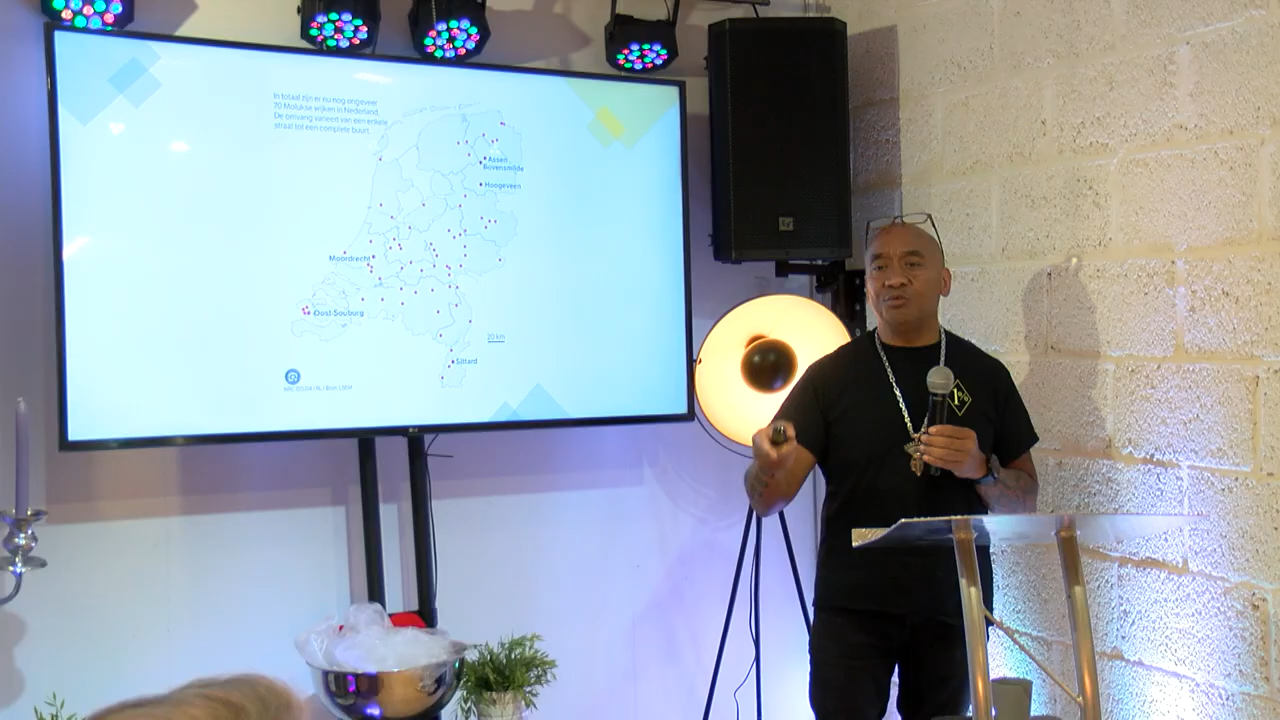 In totaal zijn er nu nog ongeveer
70 Molukse wijken in Nederland.
De omvang varieert van een enkele
straat tot een complete buurt.
Assen
Bovensmilde
Hoogeveen
Moordrecht
Oost-Souburg
20 km
Sittard
1%